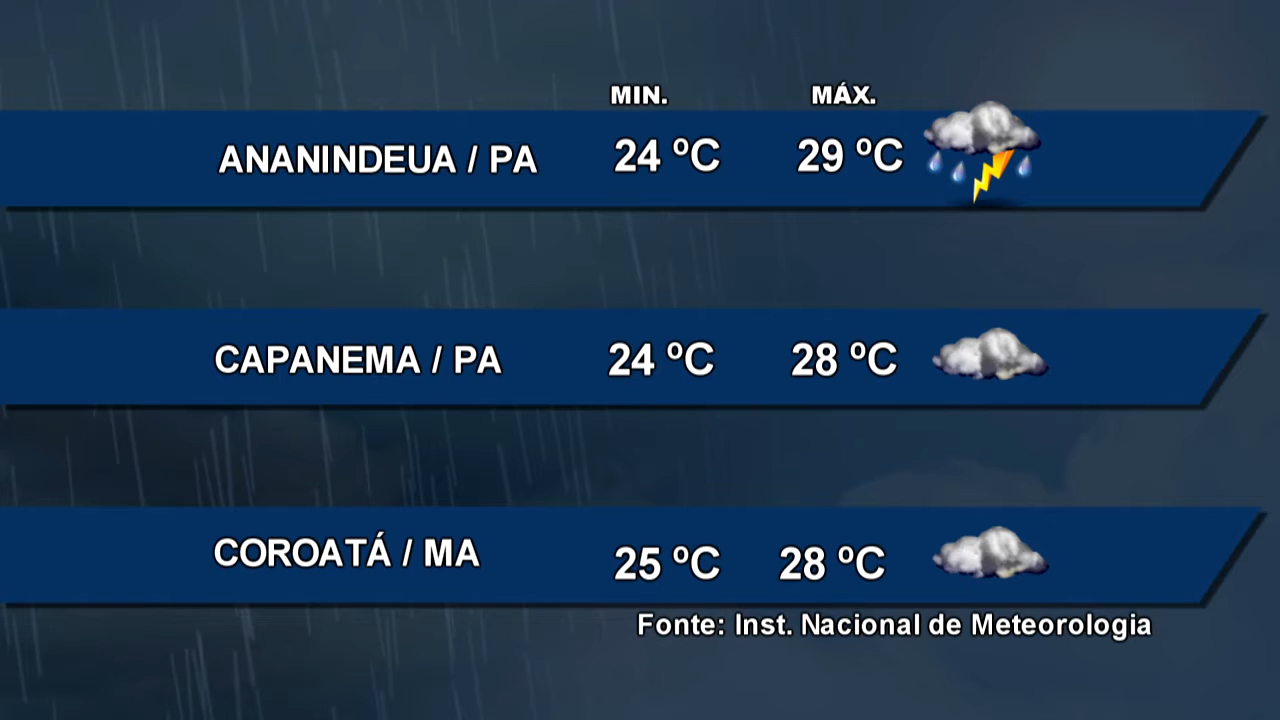 MIN. MÁX.
ANANINDEUA / PA 24 ºC 29 ºC
CAPANEMA / PA 24 ºC 28 ºC
COROATÁ / MA 25 ºC 28 ºC
Fonte: Inst. Nacional de Meteorologia